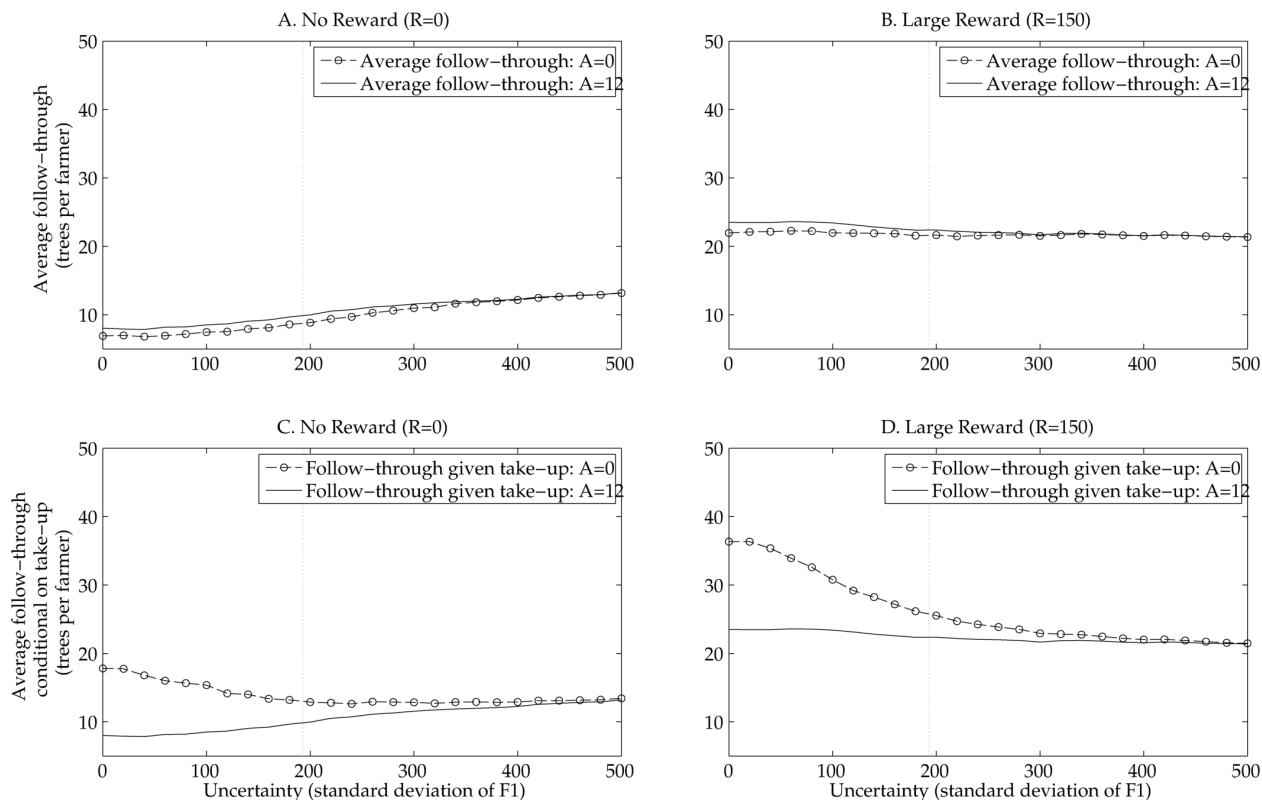 A. No Reward (R=0)
B. Large Reward (R=150)
Average follow−through
(trees per farmer)
50
40
30
20
10
Average follow−through: A=0
Average follow−through: A=12
0
100
200
300
400
500
50
40
30
20
10
Average follow−through: A=0
Average follow−through: A=12
0
100
200
300
400
500
C. No Reward (R=0)
D. Large Reward (R=150)
Average follow−through
conditional on take−up
(trees per farmer)
50
40
30
20
10
Follow−through given take−up: A=0
Follow−through given take−up: A=12
0
100
200
300
400
500
Uncertainty (standard deviation of F1)
50
40
30
20
10
Follow−through given take−up: A=0
Follow−through given take−up: A=12
0
100
200
300
400
500
Uncertainty (standard deviation of F1)